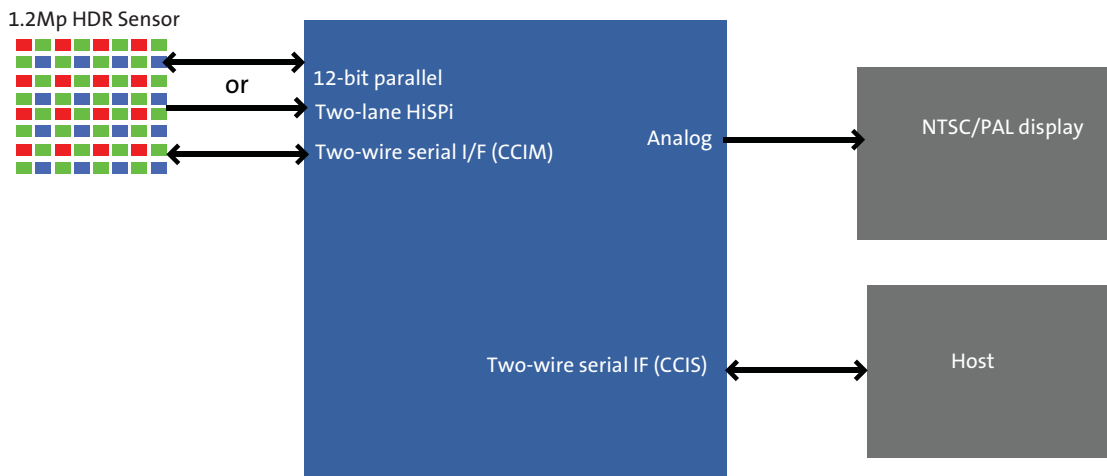 1.2Mp HDR Sensor
or
12-bit parallel
Two-lane HiSPi
Two-wire serial I/F (CCIM)
Analog
NTSC/PAL display
Two-wire serial IF (CCIS)
Host